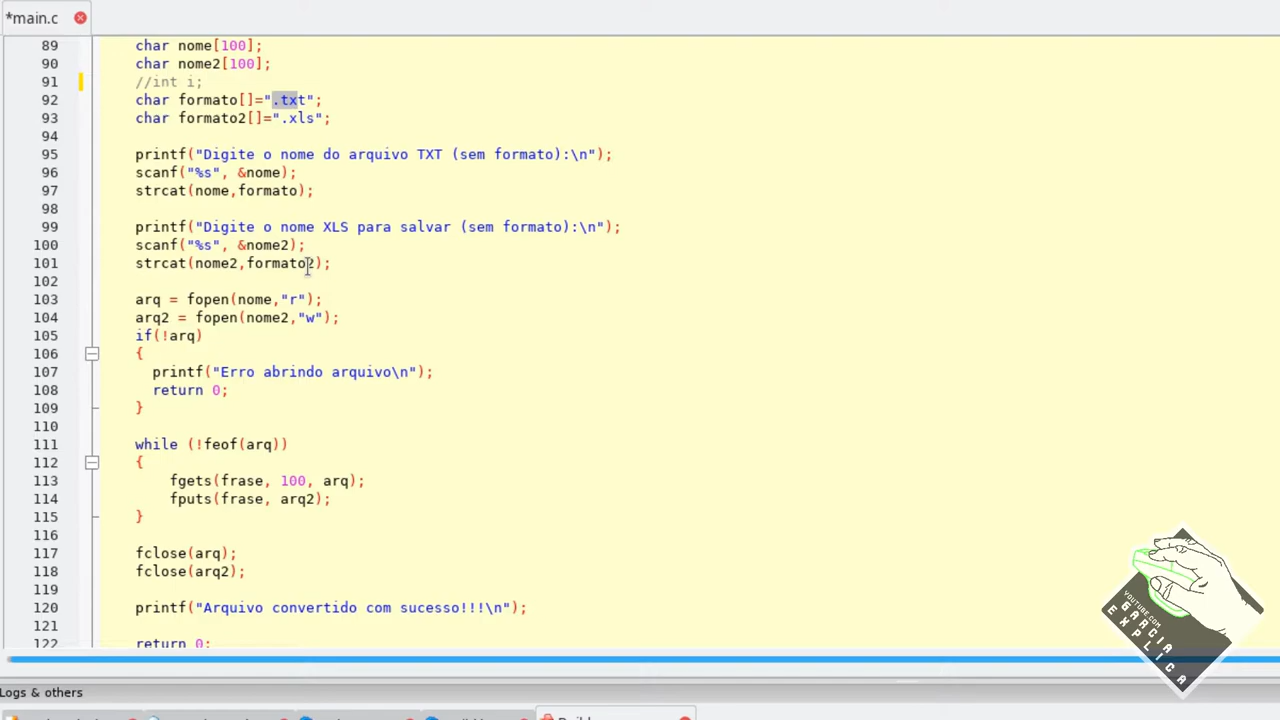 *main.c
89 char nome[100];
90 char nome2[100];
91 //int i;
92 char formato[]=".txt";
93 char formato2[]=".xls";
94
95 printf("Digite o nome do arquivo TXT (sem formato):\n");
96 scanf("%s", &nome);
97 strcat(nome,formato);
98
99 printf("Digite o nome XLS para salvar (sem formato):\n");
100 scanf("%s", &nome2);
101 strcat(nome2,formato2);
102
103 arq = fopen(nome,"r");
104 arq2 = fopen(nome2,"w");
105 if(!arq)
106 {
107 printf("Erro abrindo arquivo\n");
108 return 0;
109 }
110
111 while (!feof(arq))
112 {
113 fgets(frase, 100, arq);
114 fputs(frase, arq2);
115 }
116
117 fclose(arq);
118 fclose(arq2);
119
120 printf("Arquivo convertido com sucesso!!!\n");
121
122 return 0;
YOUTUBE.COM
GARCIA
EXPLICA
Logs & others